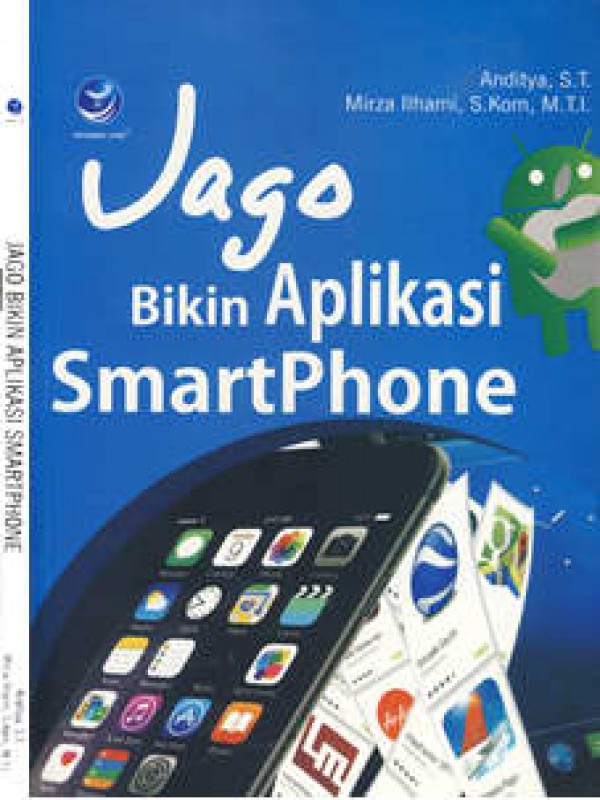 Anditya, S.T.
Mirza Ilhami, S.Kom, M.T.I.
Jago
Bikin Aplikasi
SmartPhone
JAGO BIKIN APLIKASI SMARTPHONE